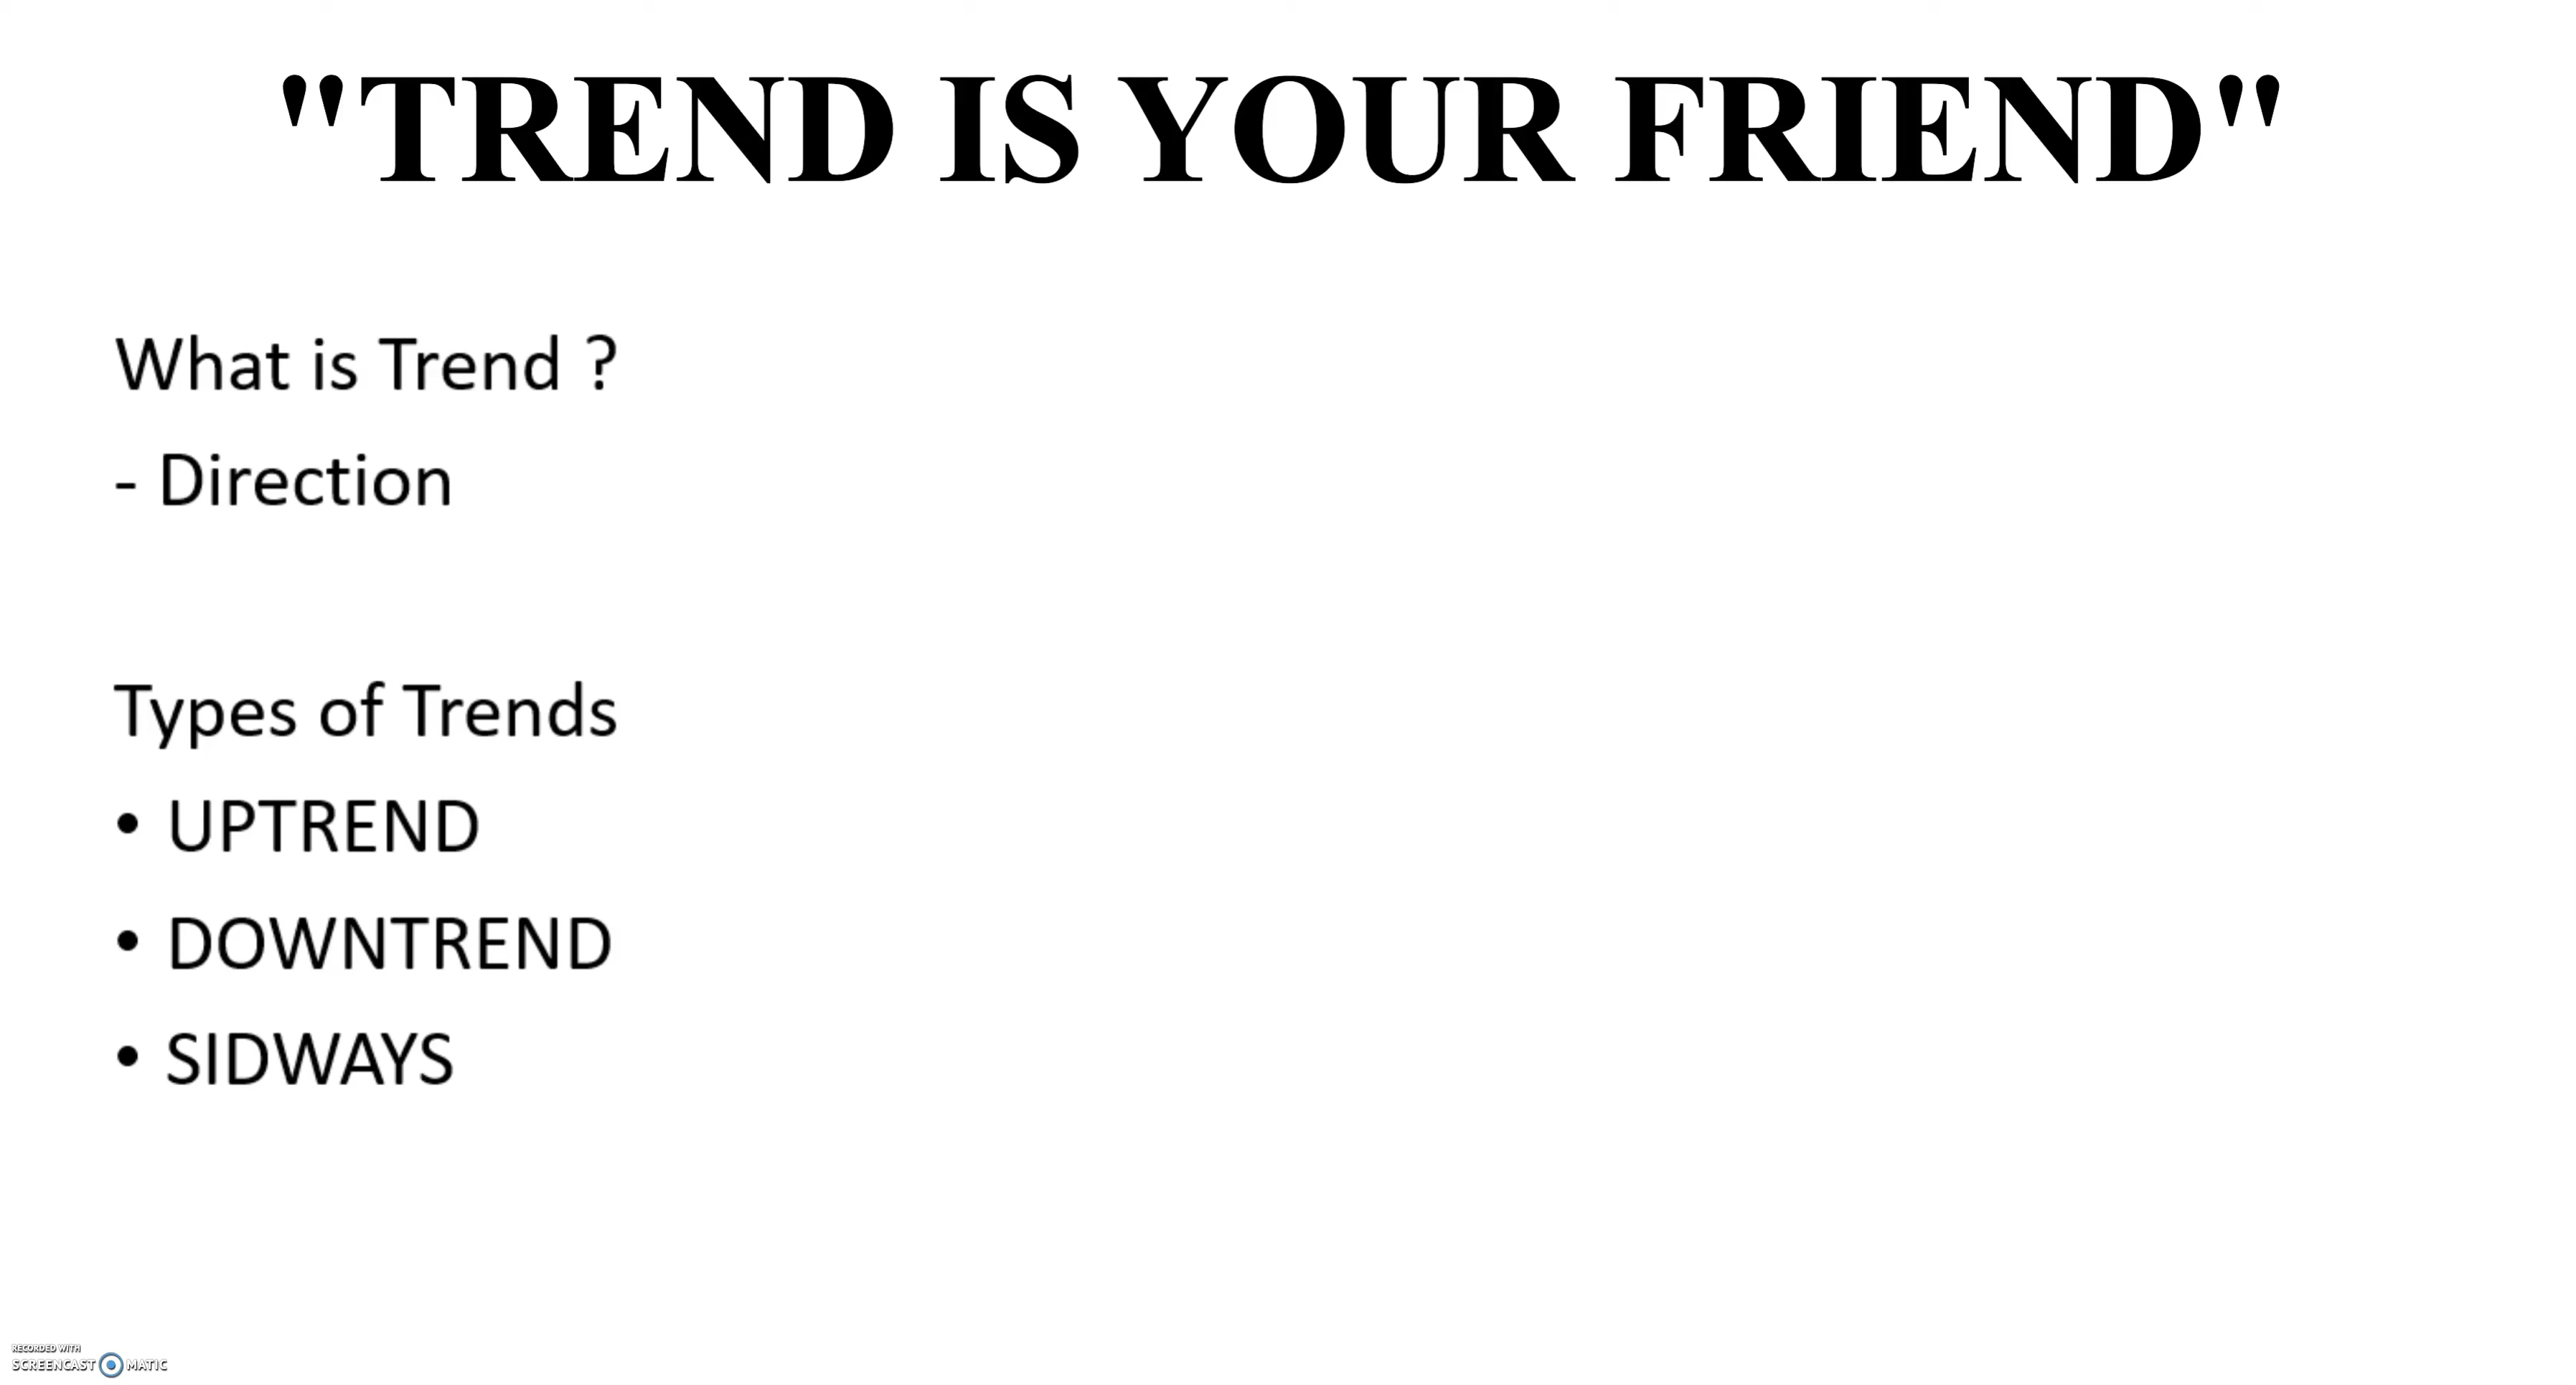 "TREND IS YOUR FRIEND"
What is Trend ?
- Direction
Types of Trends
• UPTREND
• DOWNTREND
• SIDWAYS
RECORDED WITH
SCREENCAST MATIC